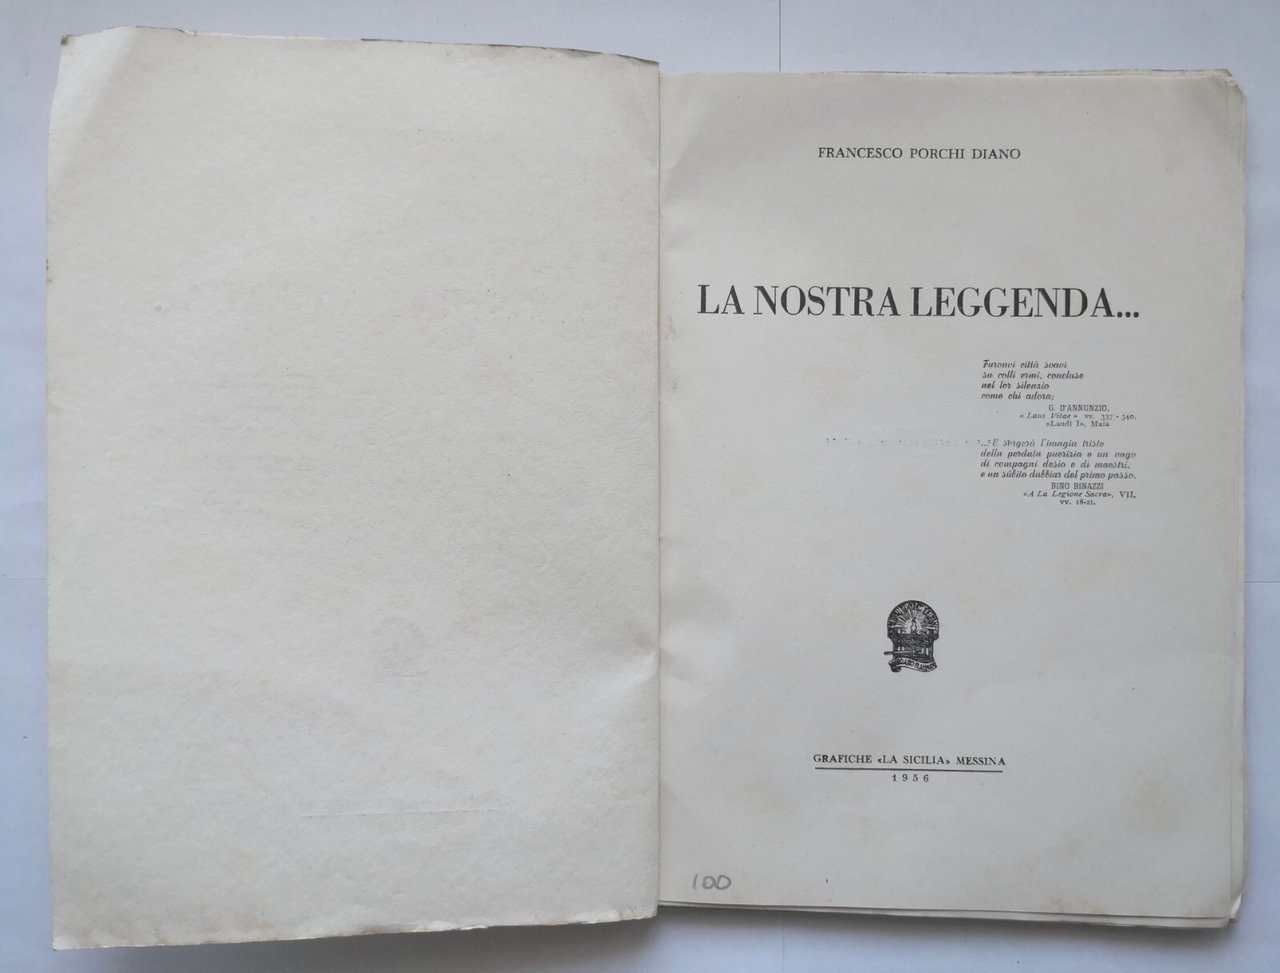 FRANCESCO PORCHI DIANO
LA NOSTRA LEGGENDA...
Furonvi città soavi
su colli ermi, concluse
nel lor silenzio
come chi adora;
G. D'ANNUNZIO,
«Laus Vitae» vv. 337 - 340.
«Laudi I», Maia
..."E sorgerà l'imagin triste
della perduta puerizia e un vago
di compagni desio e di maestri,
e un sùbito dubbiar del primo passo.
BINO BINAZZI
«A La Legione Sacra», VII,
vv. 18-21.
GRAFICHE «LA SICILIA» MESSINA
1956
100